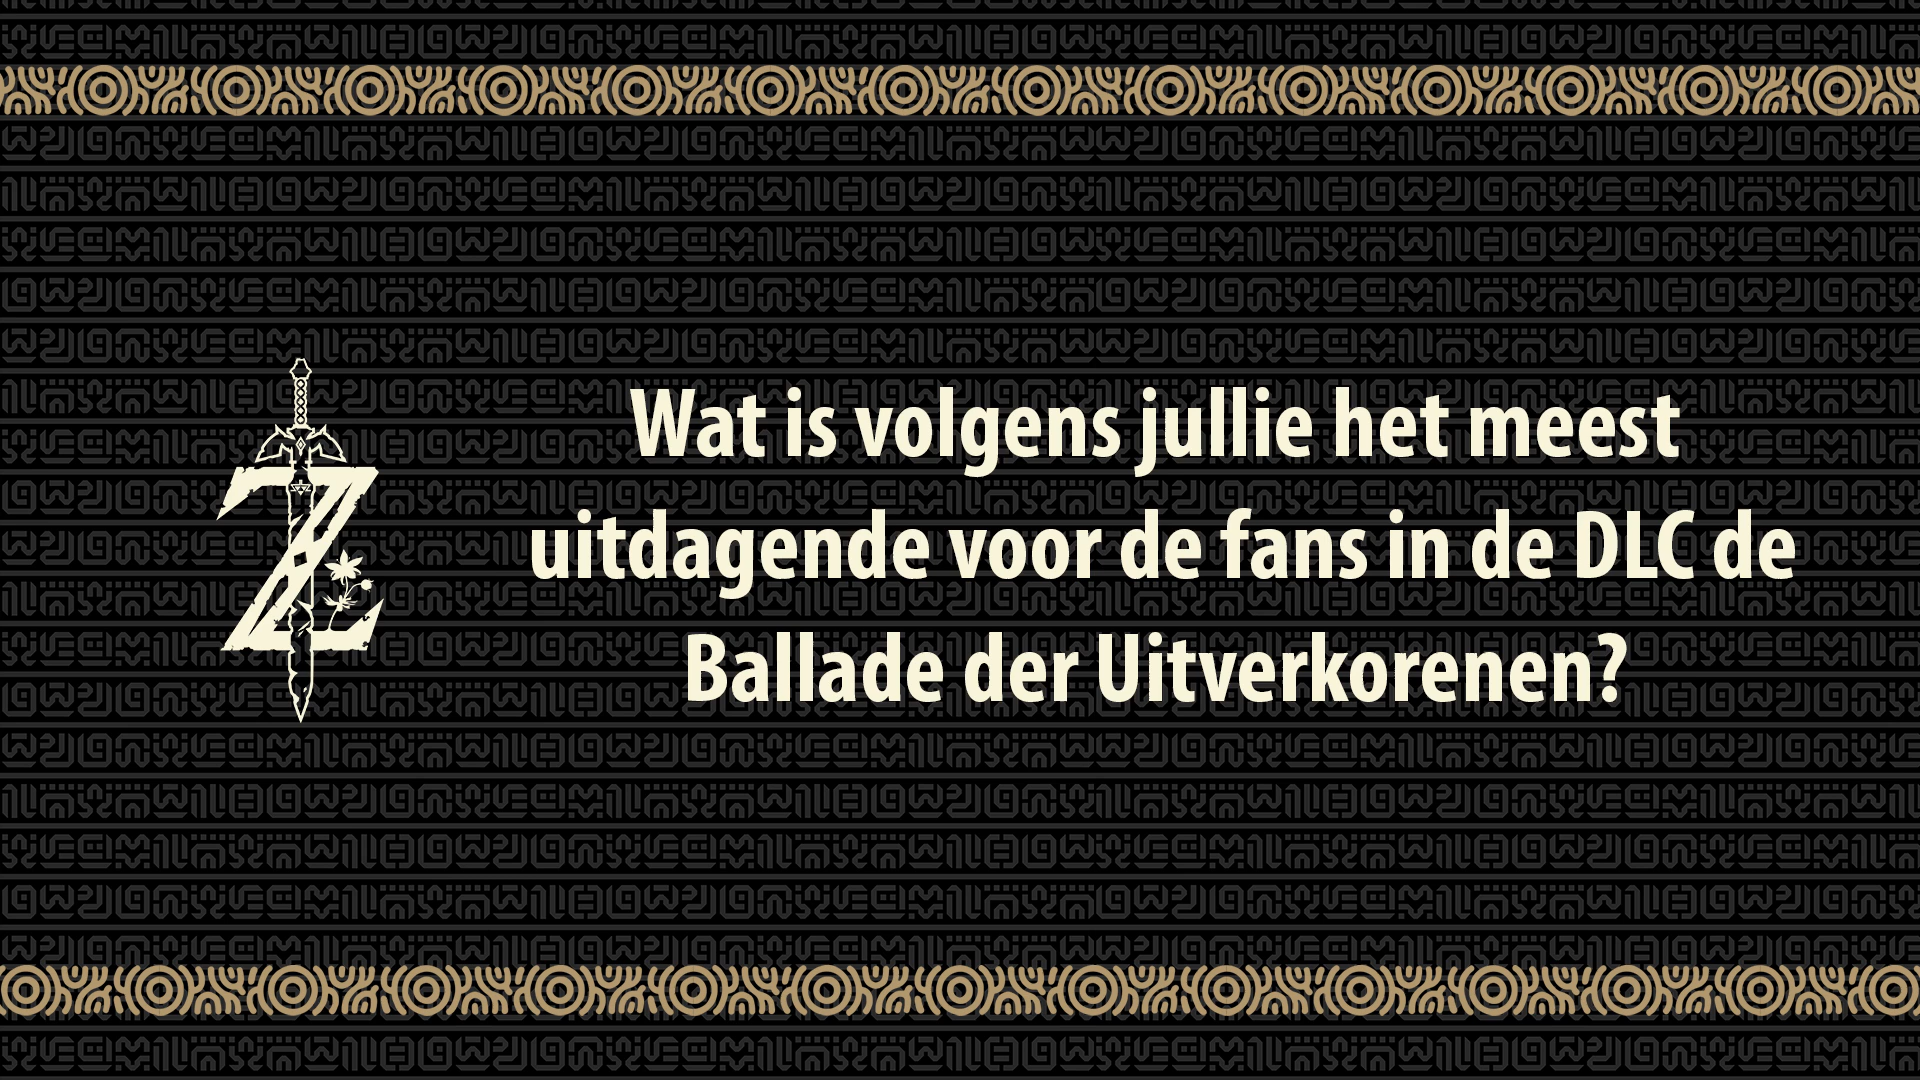 Wat is volgens jullie het meest
uitdagende voor de fans in de DLC de
Ballade der Uitverkorenen?